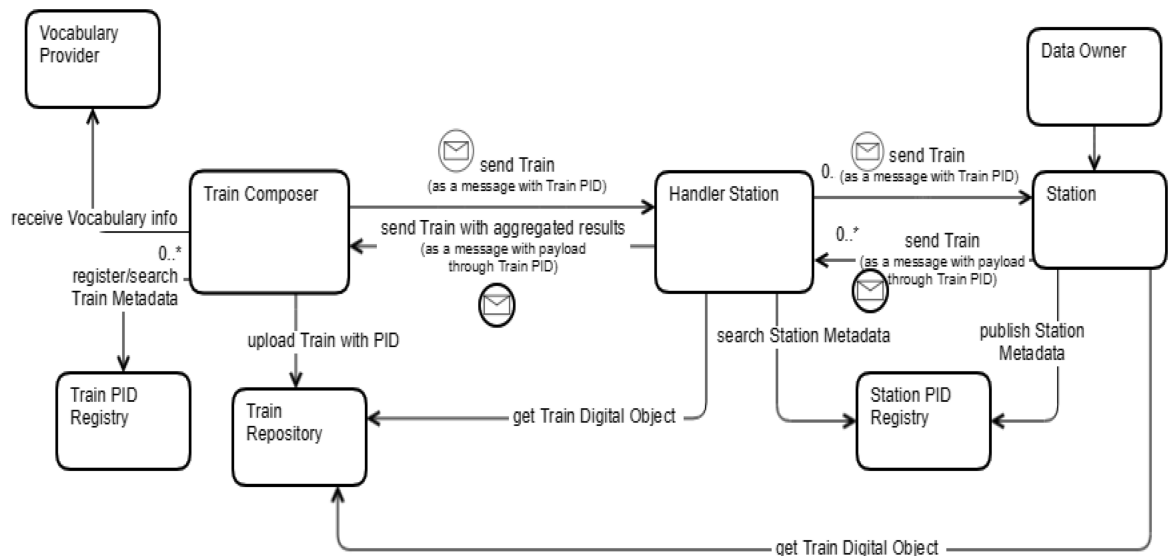 Vocabulary
Provider
Data Owner
send Train
(as a message with Train PID)
send Train
0.
(as a message with Train PID)
Train Composer
Handler Station
Station
receive Vocabulary info
send Train with aggregated results
(as a message with payload
through Train PID)
0..*
send Train
(as a message with payload
through Train PID)
0..*
register/search
Train Metadata
upload Train with PID
search Station Metadata
publish Station
Metadata
Train PID
Registry
Train
Repository
Station PID
Registry
get Train Digital Object
get Train Digital Object